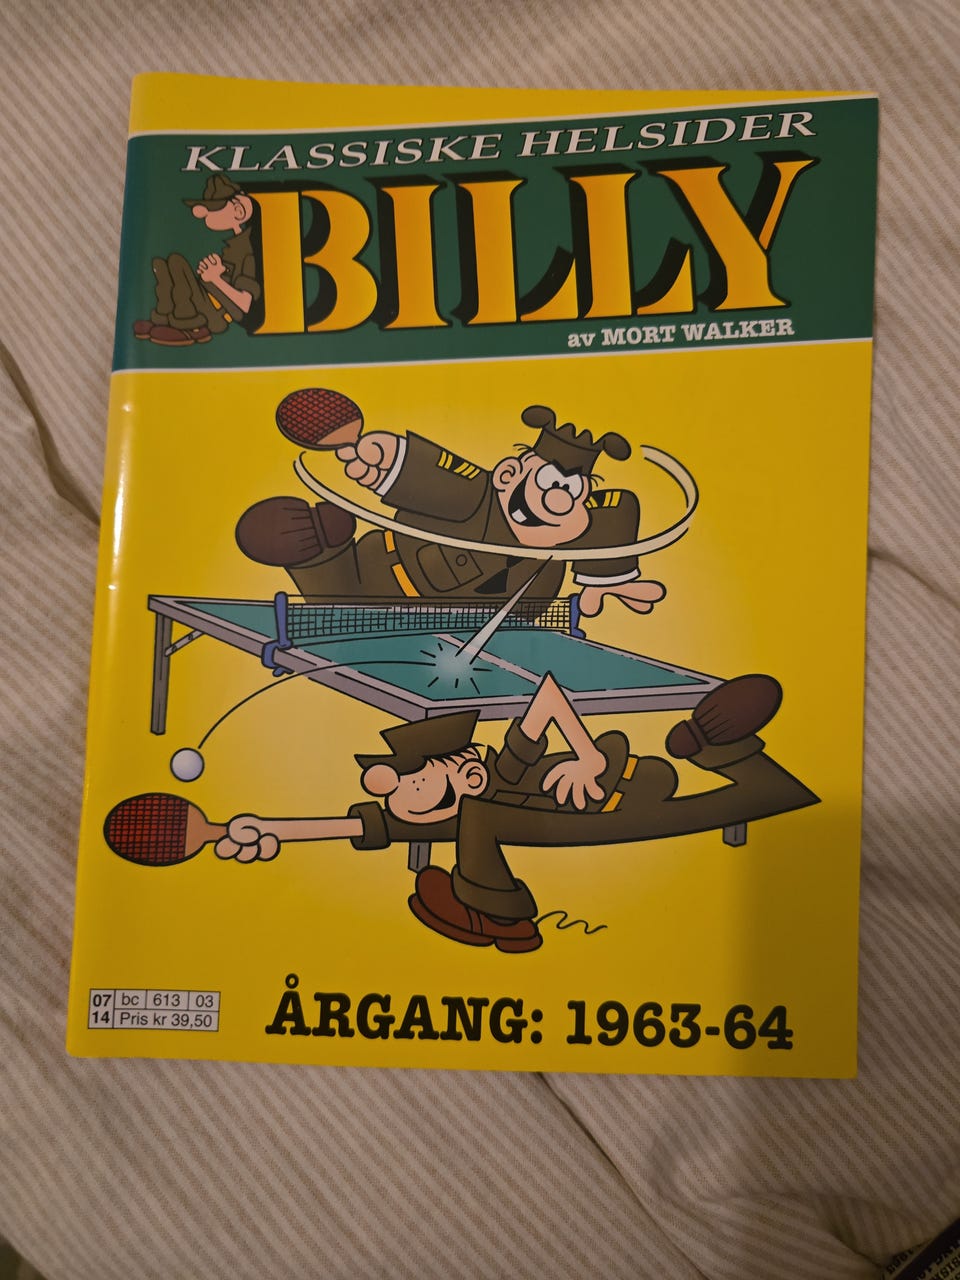 KLASSISKE HELSIDER
BILLY
av MORT WALKER
07 bc 613 03
14 Pris kr 39,50
ÅRGANG: 1963-64